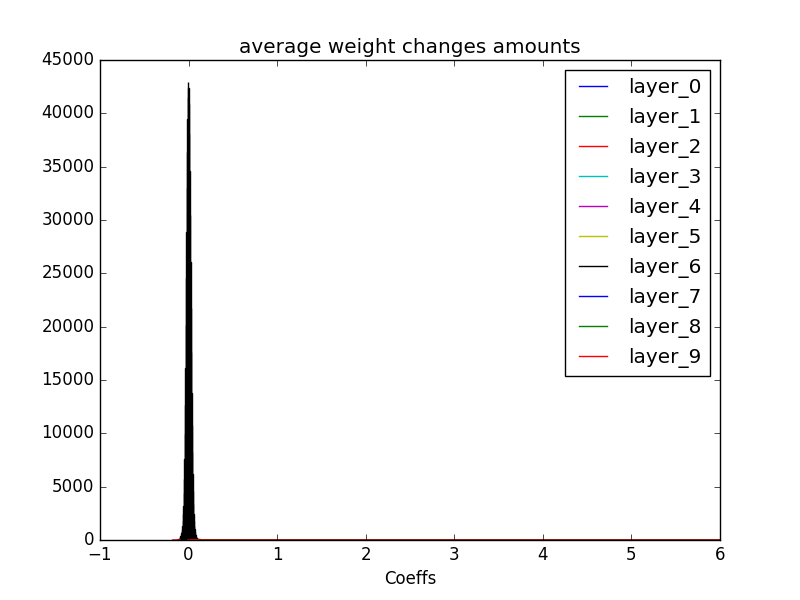 average weight changes amounts
45000
40000
35000
30000
25000
20000
15000
10000
5000
0
layer_0
layer_1
layer_2
layer_3
layer_4
layer_5
layer_6
layer_7
layer_8
layer_9
−1 0 1 2 3 4 5 6
Coeffs